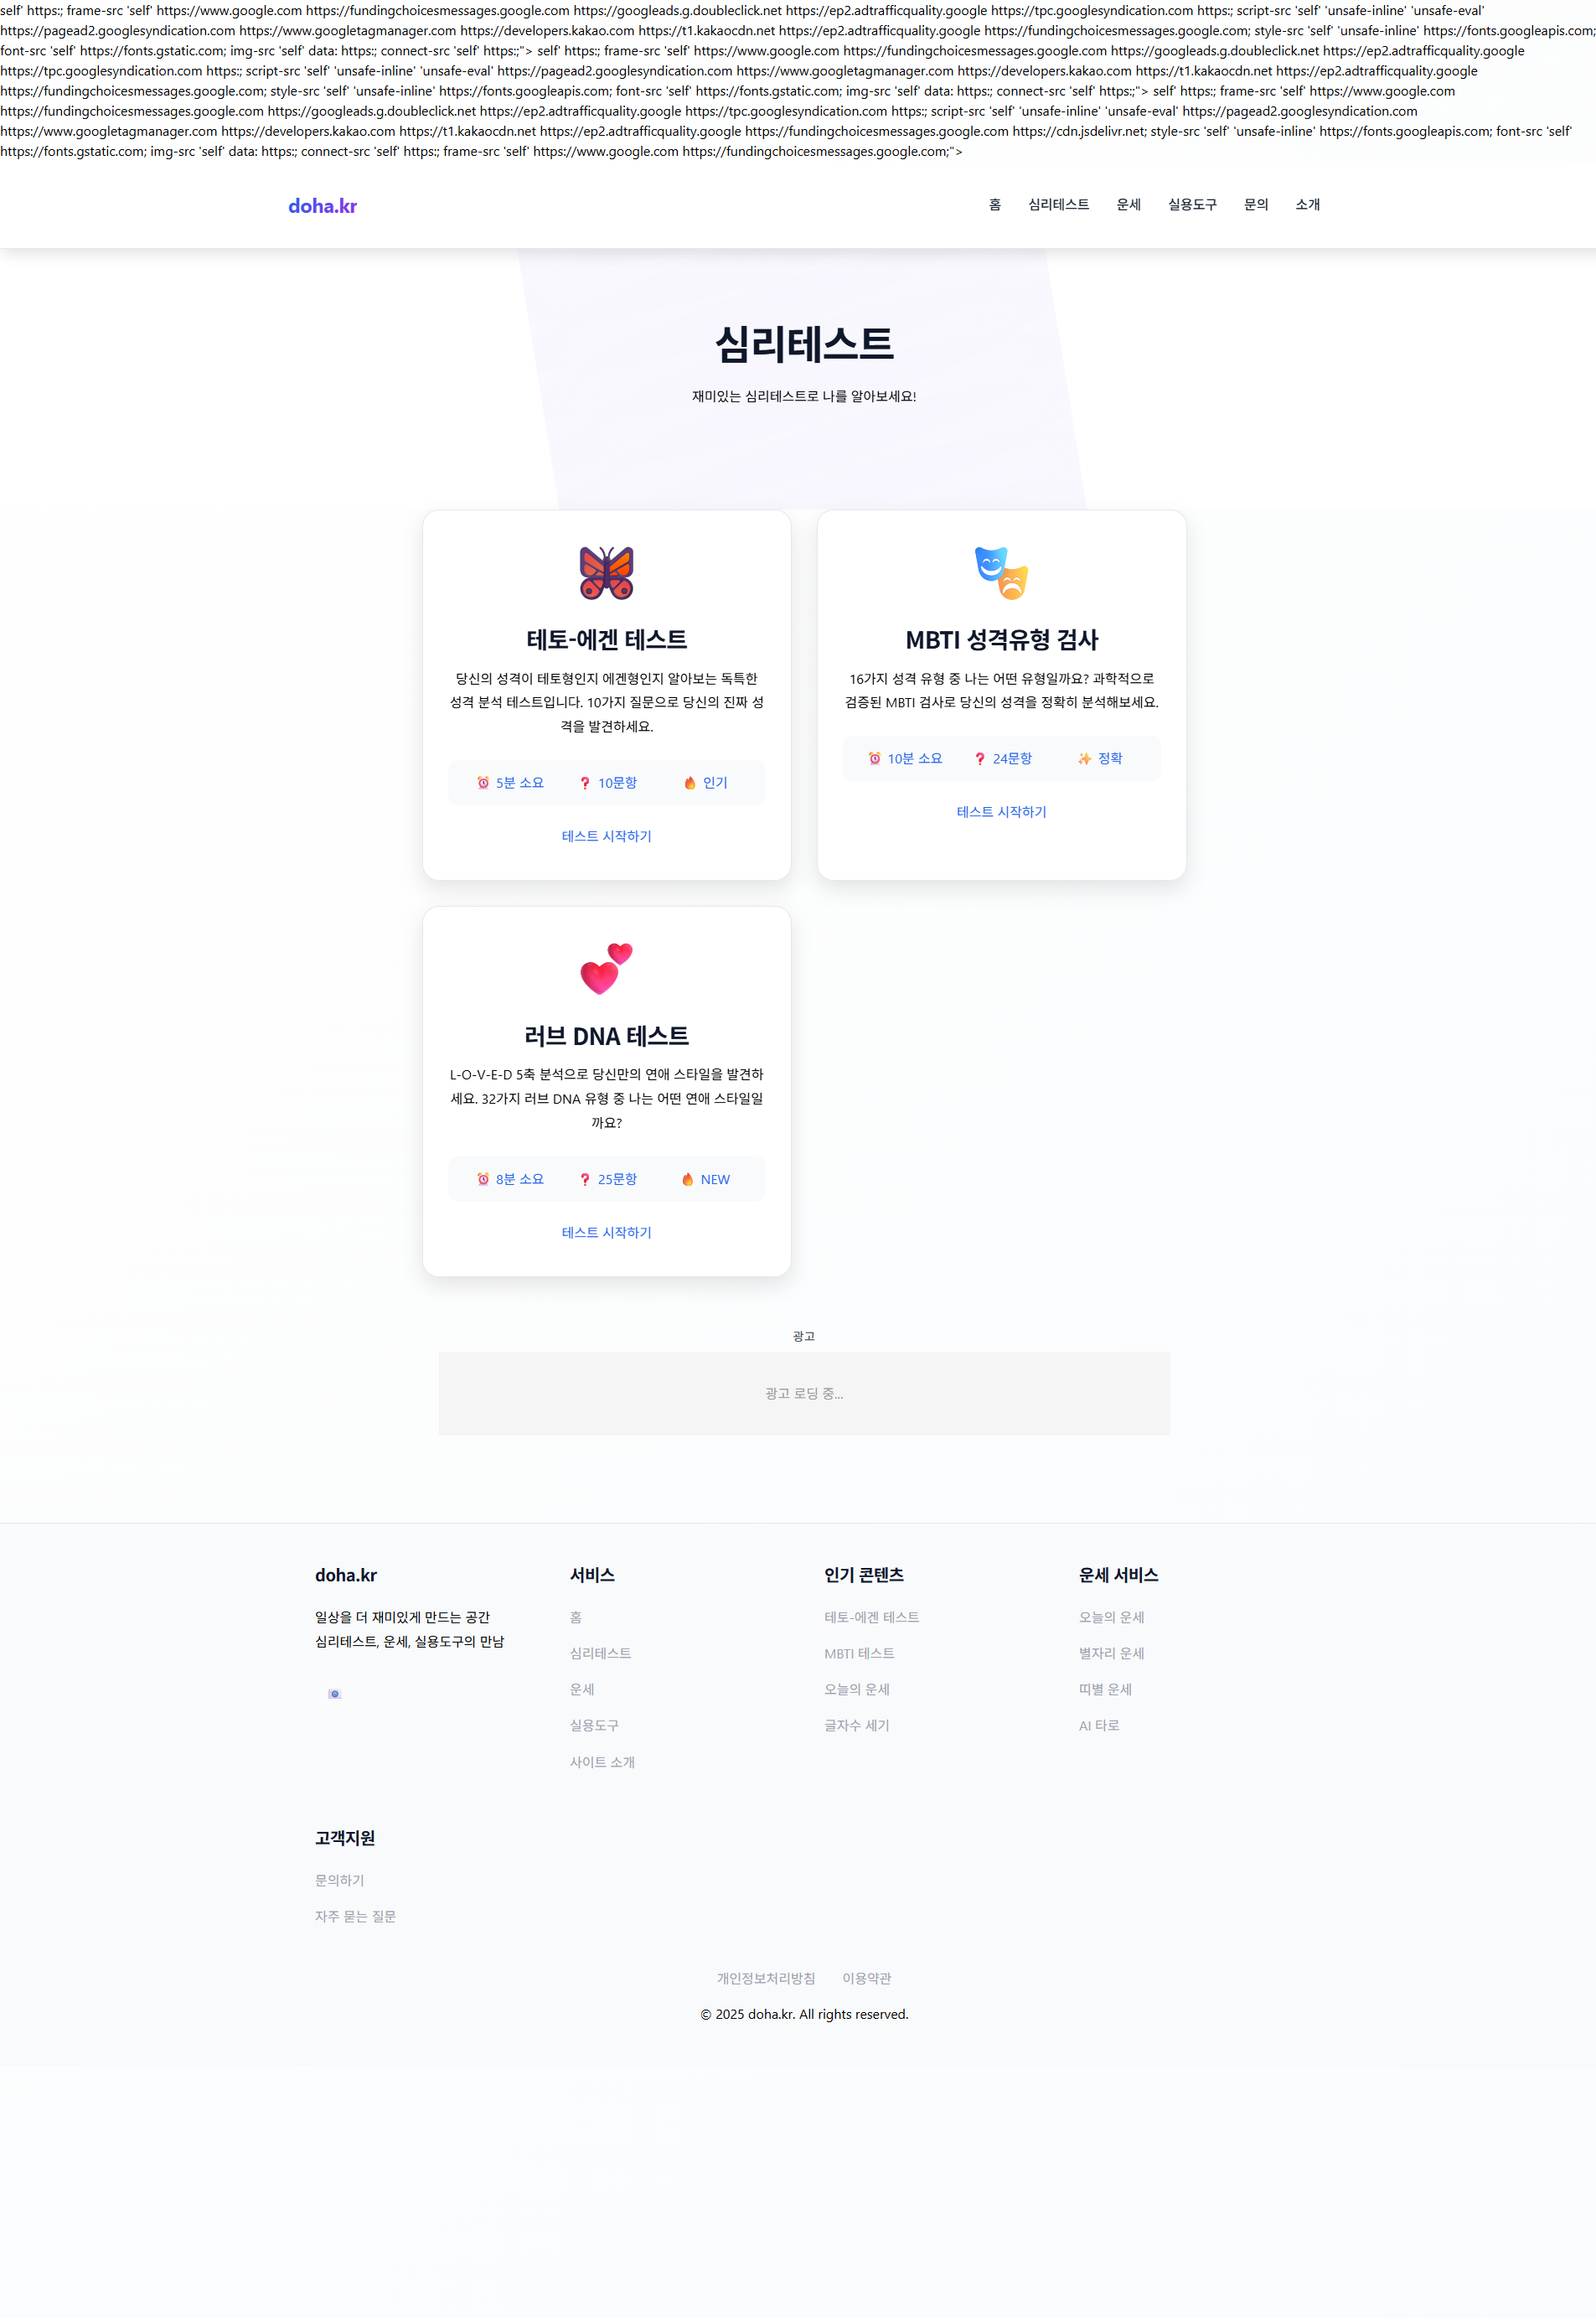 self' https:; frame-src 'self' https://www.google.com https://fundingchoicesmessages.google.com https://googleads.g.doubleclick.net https://ep2.adtrafficquality.google https://tpc.googlesyndication.com https:; script-src 'self' 'unsafe-inline' 'unsafe-eval'
https://pagead2.googlesyndication.com https://www.googletagmanager.com https://developers.kakao.com https://t1.kakaocdn.net https://ep2.adtrafficquality.google https://fundingchoicesmessages.google.com; style-src 'self' 'unsafe-inline' https://fonts.googleapis.com;
font-src 'self' https://fonts.gstatic.com; img-src 'self' data: https:; connect-src 'self' https:;"> self' https:; frame-src 'self' https://www.google.com https://fundingchoicesmessages.google.com https://googleads.g.doubleclick.net https://ep2.adtrafficquality.google
https://tpc.googlesyndication.com https:; script-src 'self' 'unsafe-inline' 'unsafe-eval' https://pagead2.googlesyndication.com https://www.googletagmanager.com https://developers.kakao.com https://t1.kakaocdn.net https://ep2.adtrafficquality.google
https://fundingchoicesmessages.google.com; style-src 'self' 'unsafe-inline' https://fonts.googleapis.com; font-src 'self' https://fonts.gstatic.com; img-src 'self' data: https:; connect-src 'self' https:;"> self' https:; frame-src 'self' https://www.google.com
https://fundingchoicesmessages.google.com https://googleads.g.doubleclick.net https://ep2.adtrafficquality.google https://tpc.googlesyndication.com https:; script-src 'self' 'unsafe-inline' 'unsafe-eval' https://pagead2.googlesyndication.com
https://www.googletagmanager.com https://developers.kakao.com https://t1.kakaocdn.net https://ep2.adtrafficquality.google https://fundingchoicesmessages.google.com https://cdn.jsdelivr.net; style-src 'self' 'unsafe-inline' https://fonts.googleapis.com; font-src 'self'
https://fonts.gstatic.com; img-src 'self' data: https:; connect-src 'self' https:; frame-src 'self' https://www.google.com https://fundingchoicesmessages.google.com;">
doha.kr
홈 심리테스트 운세 실용도구 문의 소개
심리테스트
재미있는 심리테스트로 나를 알아보세요!
테토-에겐 테스트
당신의 성격이 테토형인지 에겐형인지 알아보는 독특한
성격 분석 테스트입니다. 10가지 질문으로 당신의 진짜 성
격을 발견하세요.
5분 소요 10문항 인기
테스트 시작하기
MBTI 성격유형 검사
16가지 성격 유형 중 나는 어떤 유형일까요? 과학적으로
검증된 MBTI 검사로 당신의 성격을 정확히 분석해보세요.
10분 소요 24문항 정확
테스트 시작하기
러브 DNA 테스트
L-O-V-E-D 5축 분석으로 당신만의 연애 스타일을 발견하
세요. 32가지 러브 DNA 유형 중 나는 어떤 연애 스타일일
까요?
8분 소요 25문항 NEW
테스트 시작하기
광고
광고 로딩 중...
doha.kr
일상을 더 재미있게 만드는 공간
심리테스트, 운세, 실용도구의 만남
서비스
홈
심리테스트
운세
실용도구
사이트 소개
인기 콘텐츠
테토-에겐 테스트
MBTI 테스트
오늘의 운세
글자수 세기
운세 서비스
오늘의 운세
별자리 운세
띠별 운세
AI 타로
고객지원
문의하기
자주 묻는 질문
개인정보처리방침 이용약관
© 2025 doha.kr. All rights reserved.